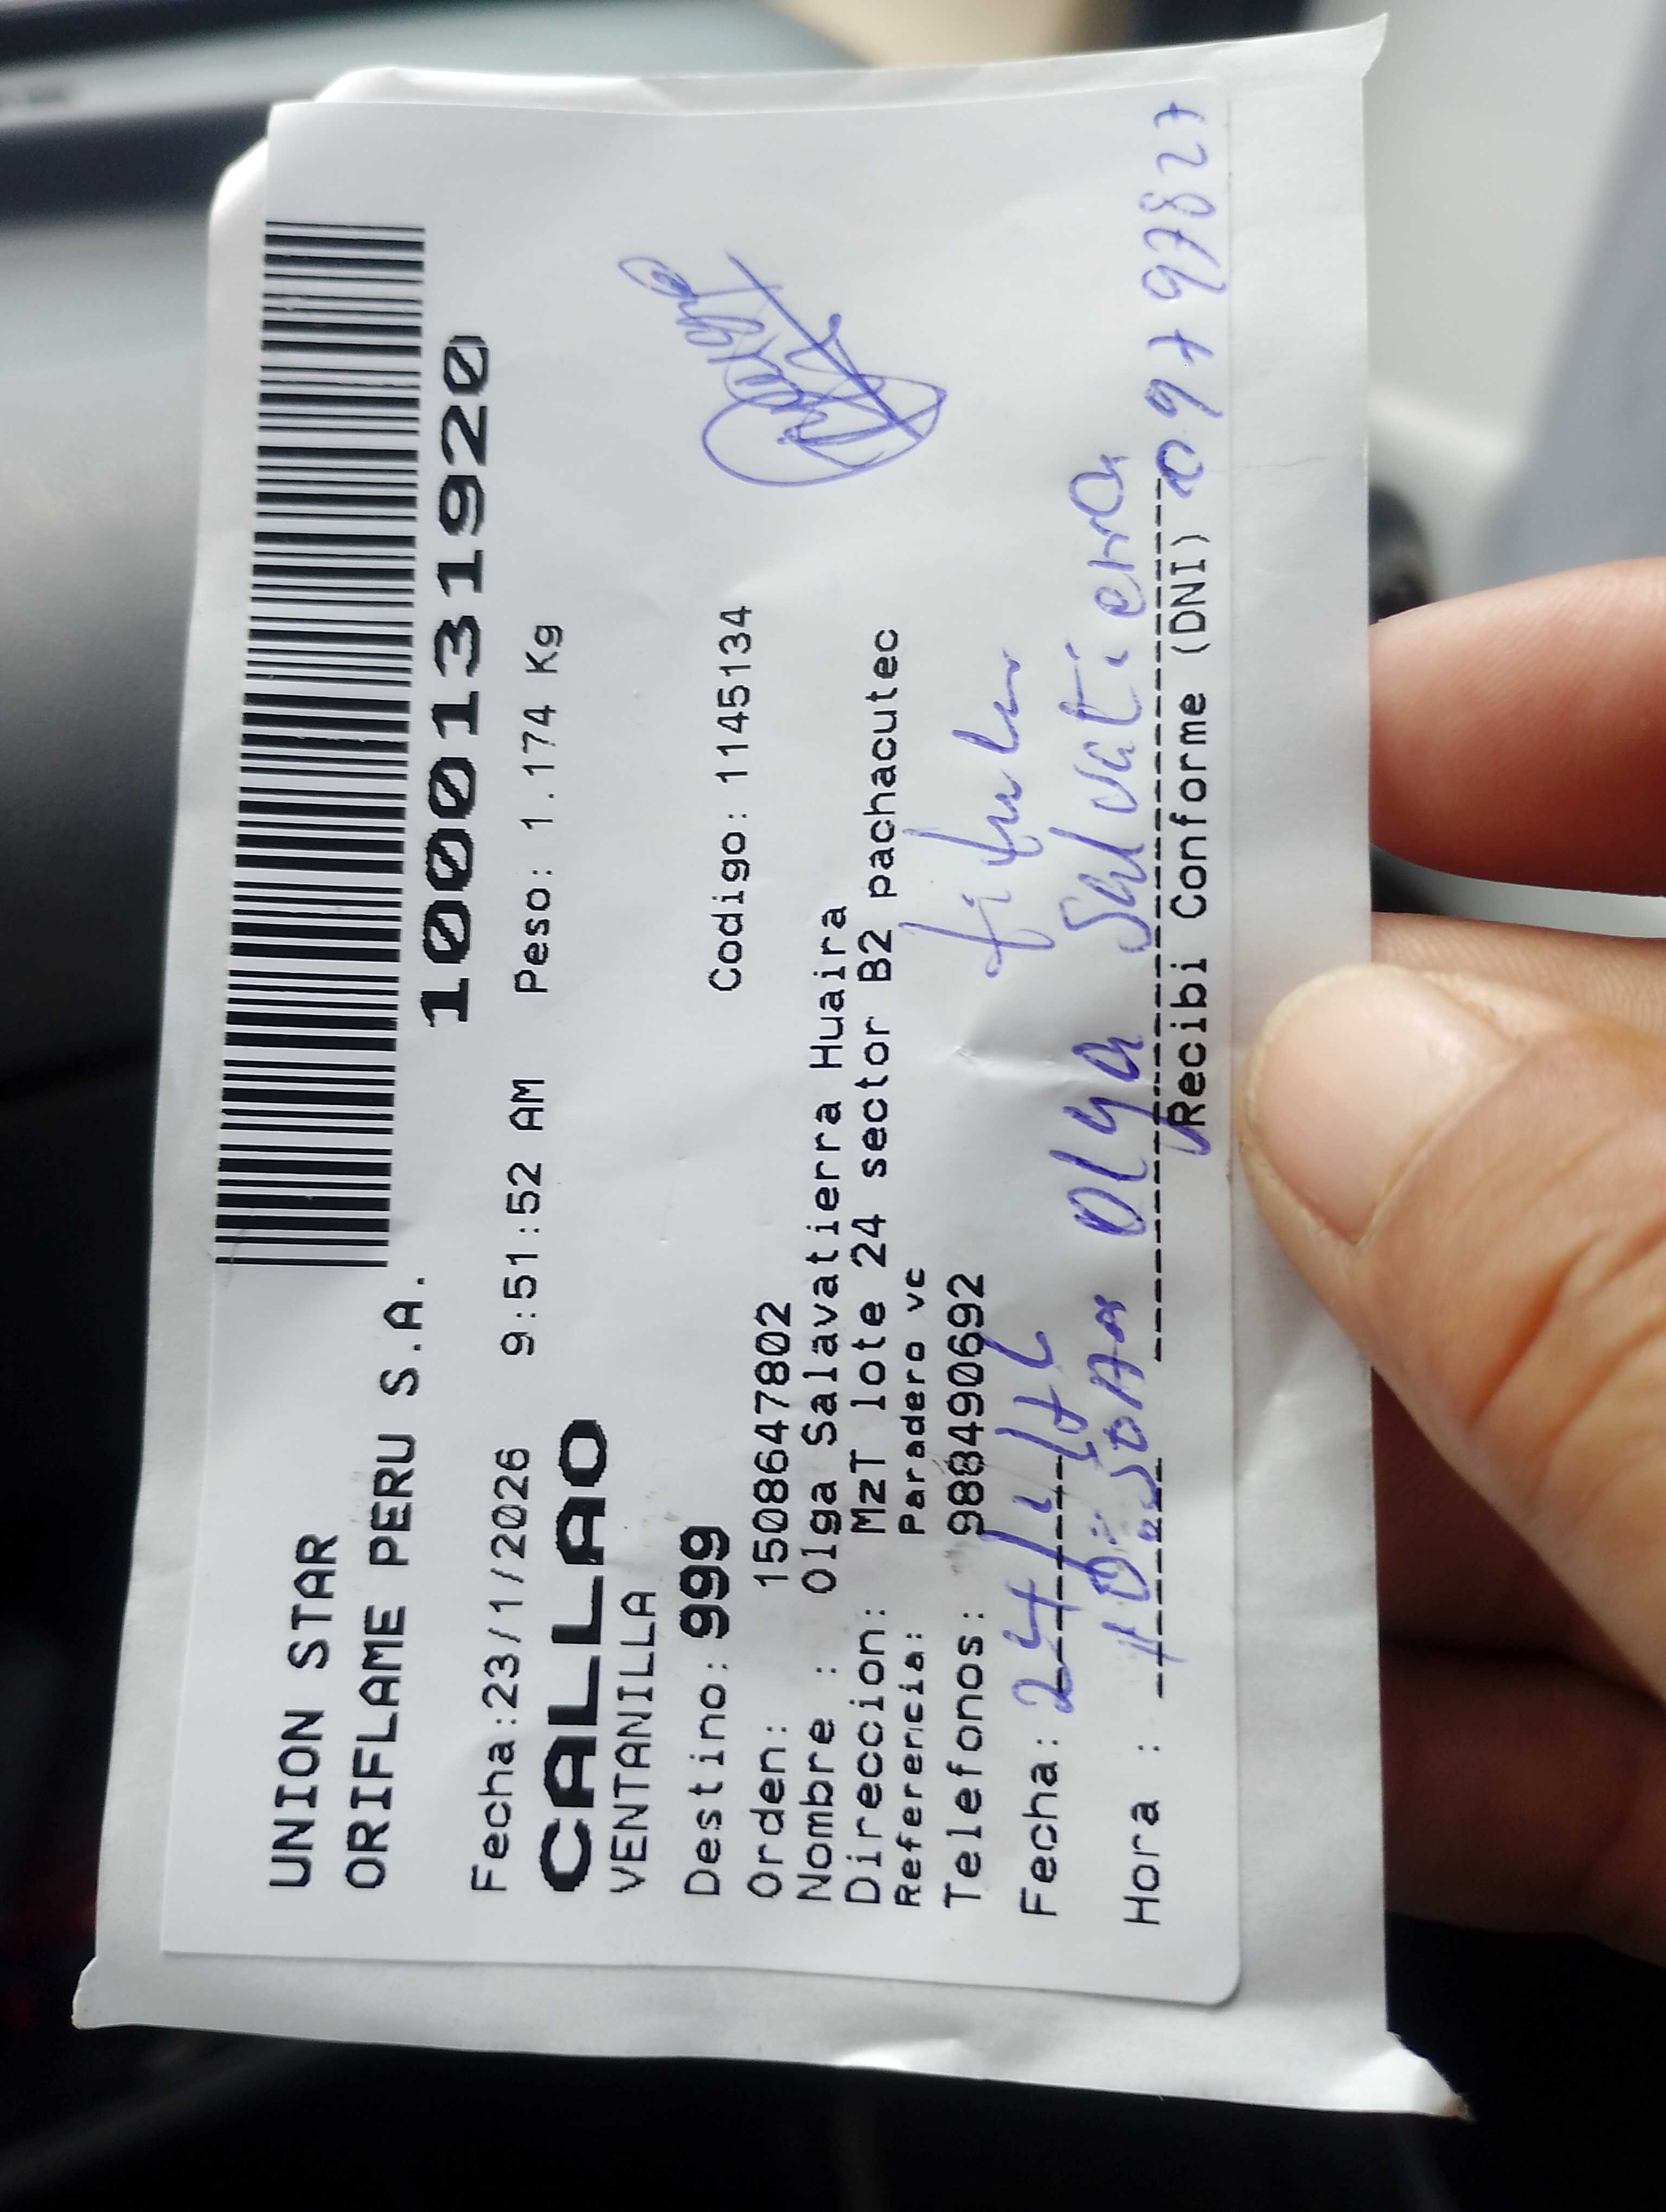 UNION STAR
ORIFLAME PERU S.A.
1000131920
Fecha:23/1/2026 9:51:52 AM Peso: 1.174 Kg
CALLAO
VENTANILLA
Destino: 999 Codigo: 1145134
Orden: 1508647802
Nombre : Olga Salavatierra Huaira
Direccion: MzT lote 24 sector B2 pachacutec
Referencia: Paradero vc
Telefonos: 988490692
titular
Fecha:
Olga Salvatierra
Hora :
Recibi Conforme (DNI)